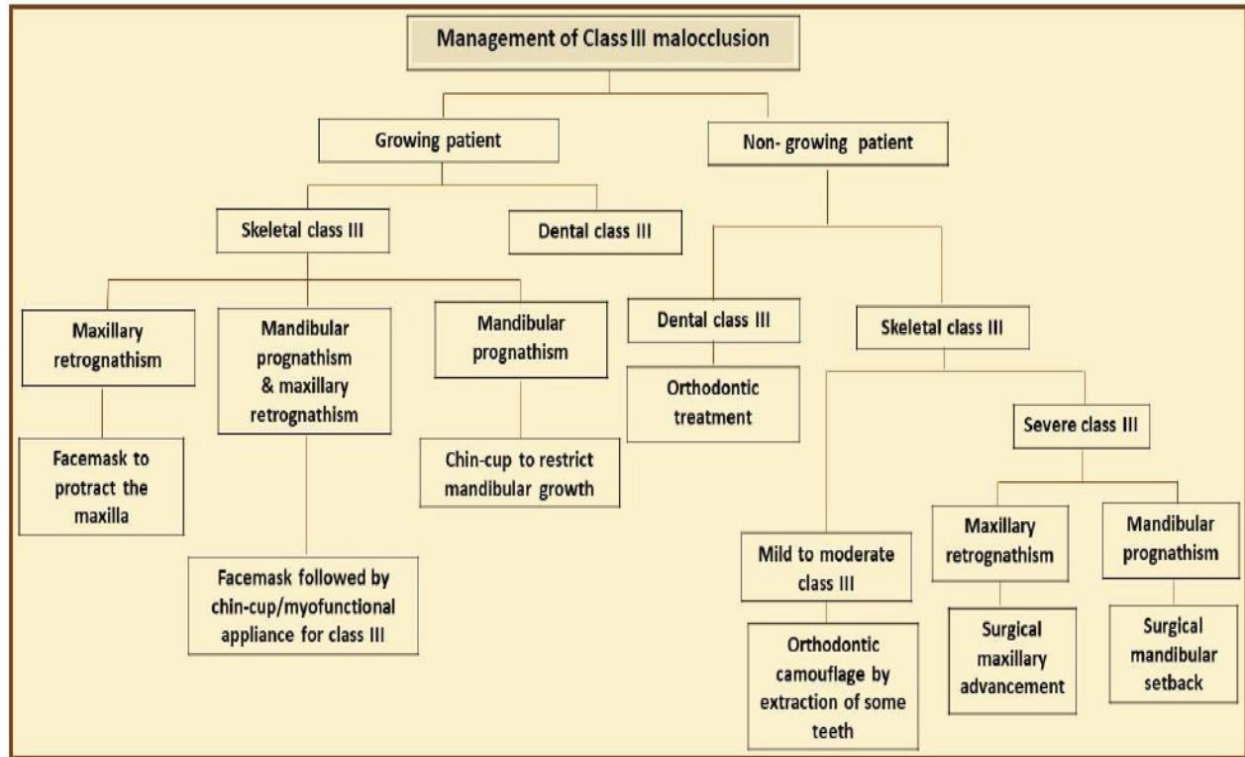 Management of Class III malocclusion
Growing patient
Non- growing patient
Skeletal class III
Dental class III
Maxillary
retrognathism
Mandibular
prognathism
& maxillary
retrognathism
Mandibular
prognathism
Dental class III
Skeletal class III
Orthodontic
treatment
Severe class III
Facemask to
protract the
maxilla
Chin-cup to restrict
mandibular growth
Facemask followed by
chin-cup/myofunctional
appliance for class III
Mild to moderate
class III
Maxillary
retrognathism
Mandibular
prognathism
Orthodontic
camouflage by
extraction of some
teeth
Surgical
maxillary
advancement
Surgical
mandibular
setback